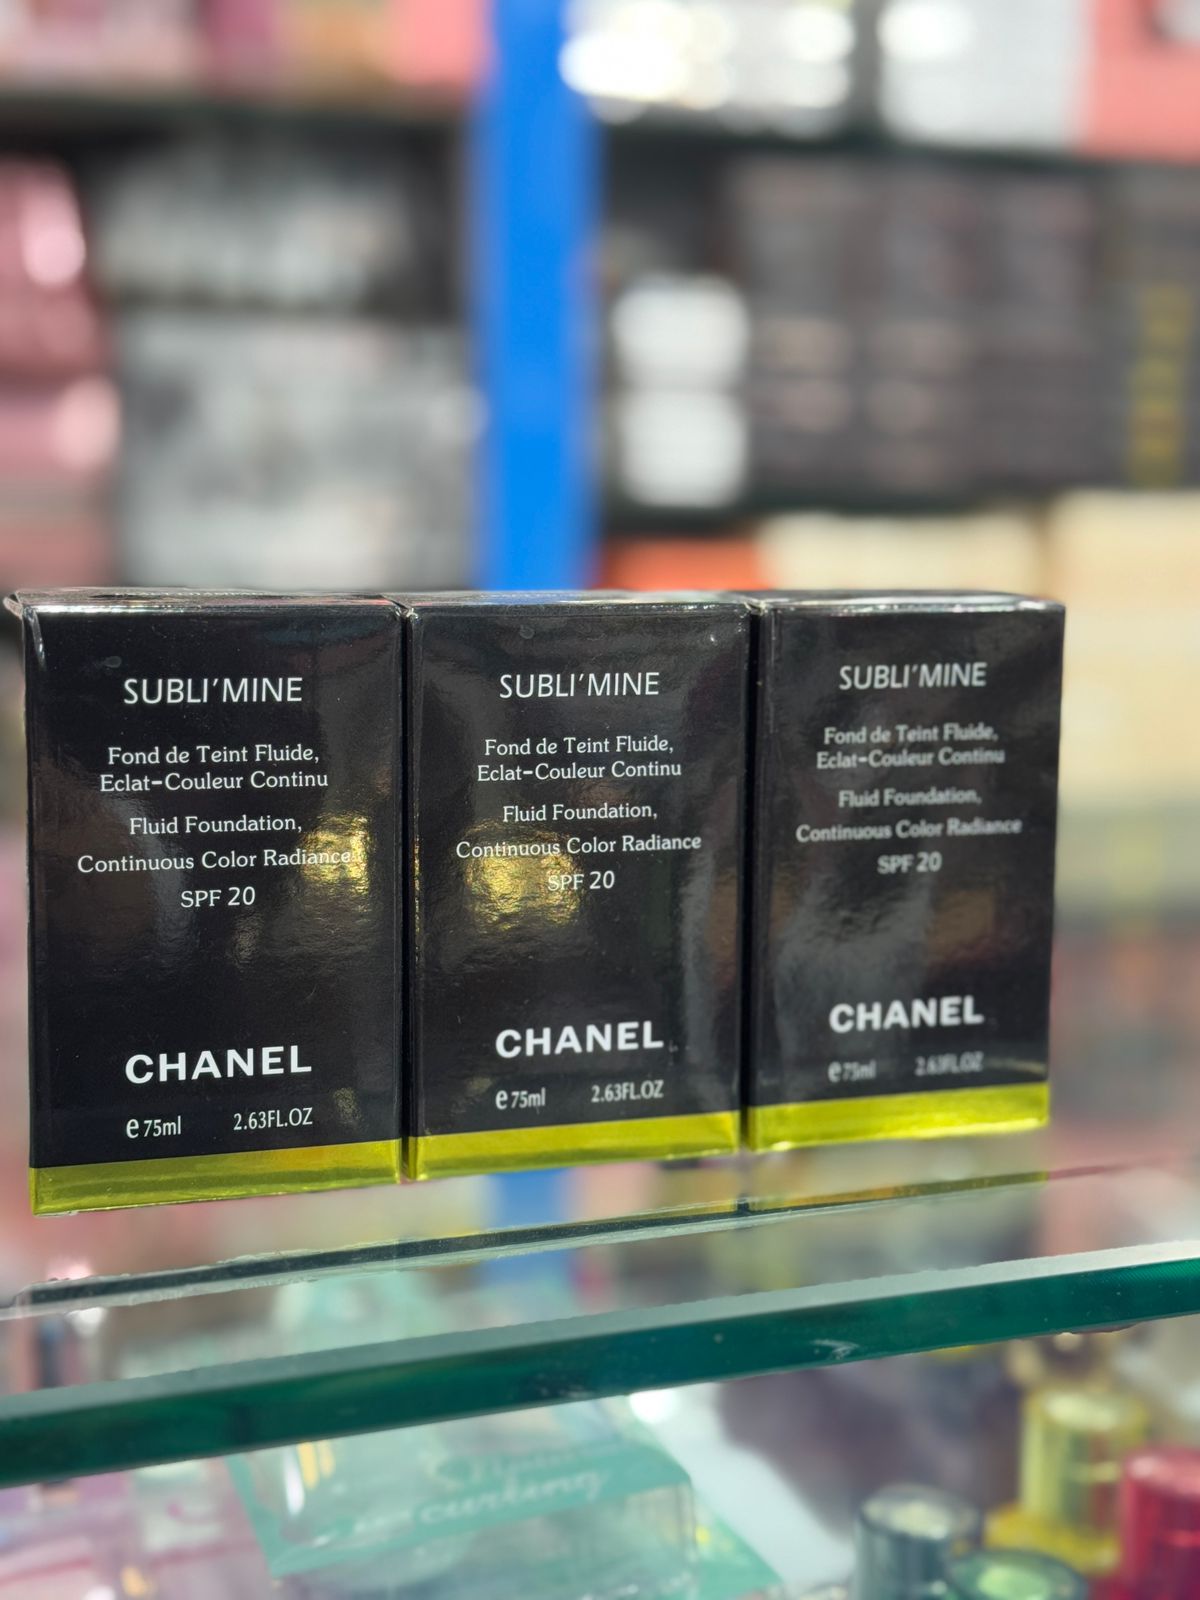 SUBLI'MINE
Fond de Teint Fluide,
Eclat-Couleur Continu
Fluid Foundation,
Continuous Color Radiance
SPF 20
CHANEL
e 75ml 2.63FL.OZ
SUBLI'MINE
Fond de Teint Fluide,
Eclat-Couleur Continu
Fluid Foundation,
Continuous Color Radiance
SPF 20
CHANEL
e 75ml 2.63FL.OZ
SUBLI'MINE
Fond de Teint Fluide,
Eclat-Couleur Continu
Fluid Foundation,
Continuous Color Radiance
SPF 20
CHANEL
e 75ml 2.63FL.OZ